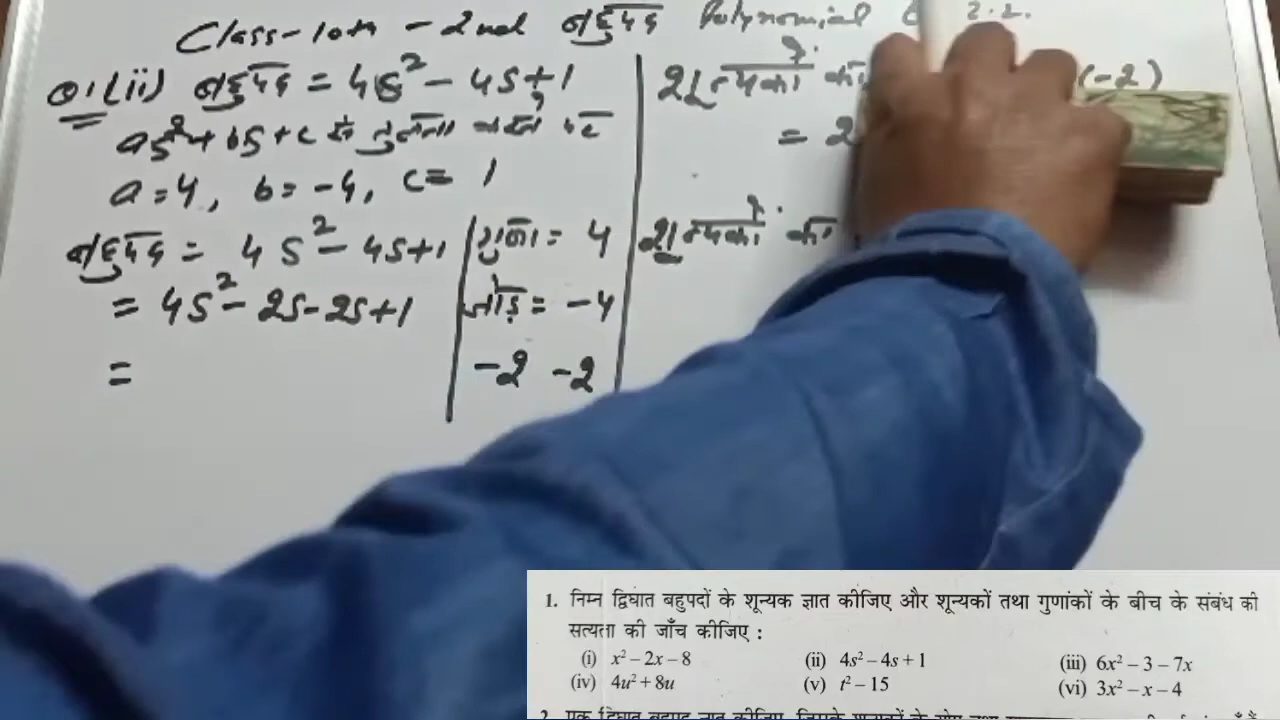 Class-10th - 2nd बहुपद Polynomial 2.2.
Q.1(ii) बहुपद = 4s² - 4s+1
as²+ bs+c से तुलना करने पर
a=4, b=-4, c= 1
बहुपद = 4s²-4s+1
= 4s²-2s-2s+1
=
गुना = 4
जोड़ = -4
-2 -2
शून्यकों (-2)
= 2
शून्यकों का
1. निम्न द्विघात बहुपदों के शून्यक ज्ञात कीजिए और शून्यकों तथा गुणांकों के बीच के संबंध की
सत्यता की जाँच कीजिए :
(i) x² – 2x – 8 (ii) 4s² – 4s + 1 (iii) 6x² – 3 – 7x
(iv) 4u² + 8u (v) t² – 15 (vi) 3x² – x – 4